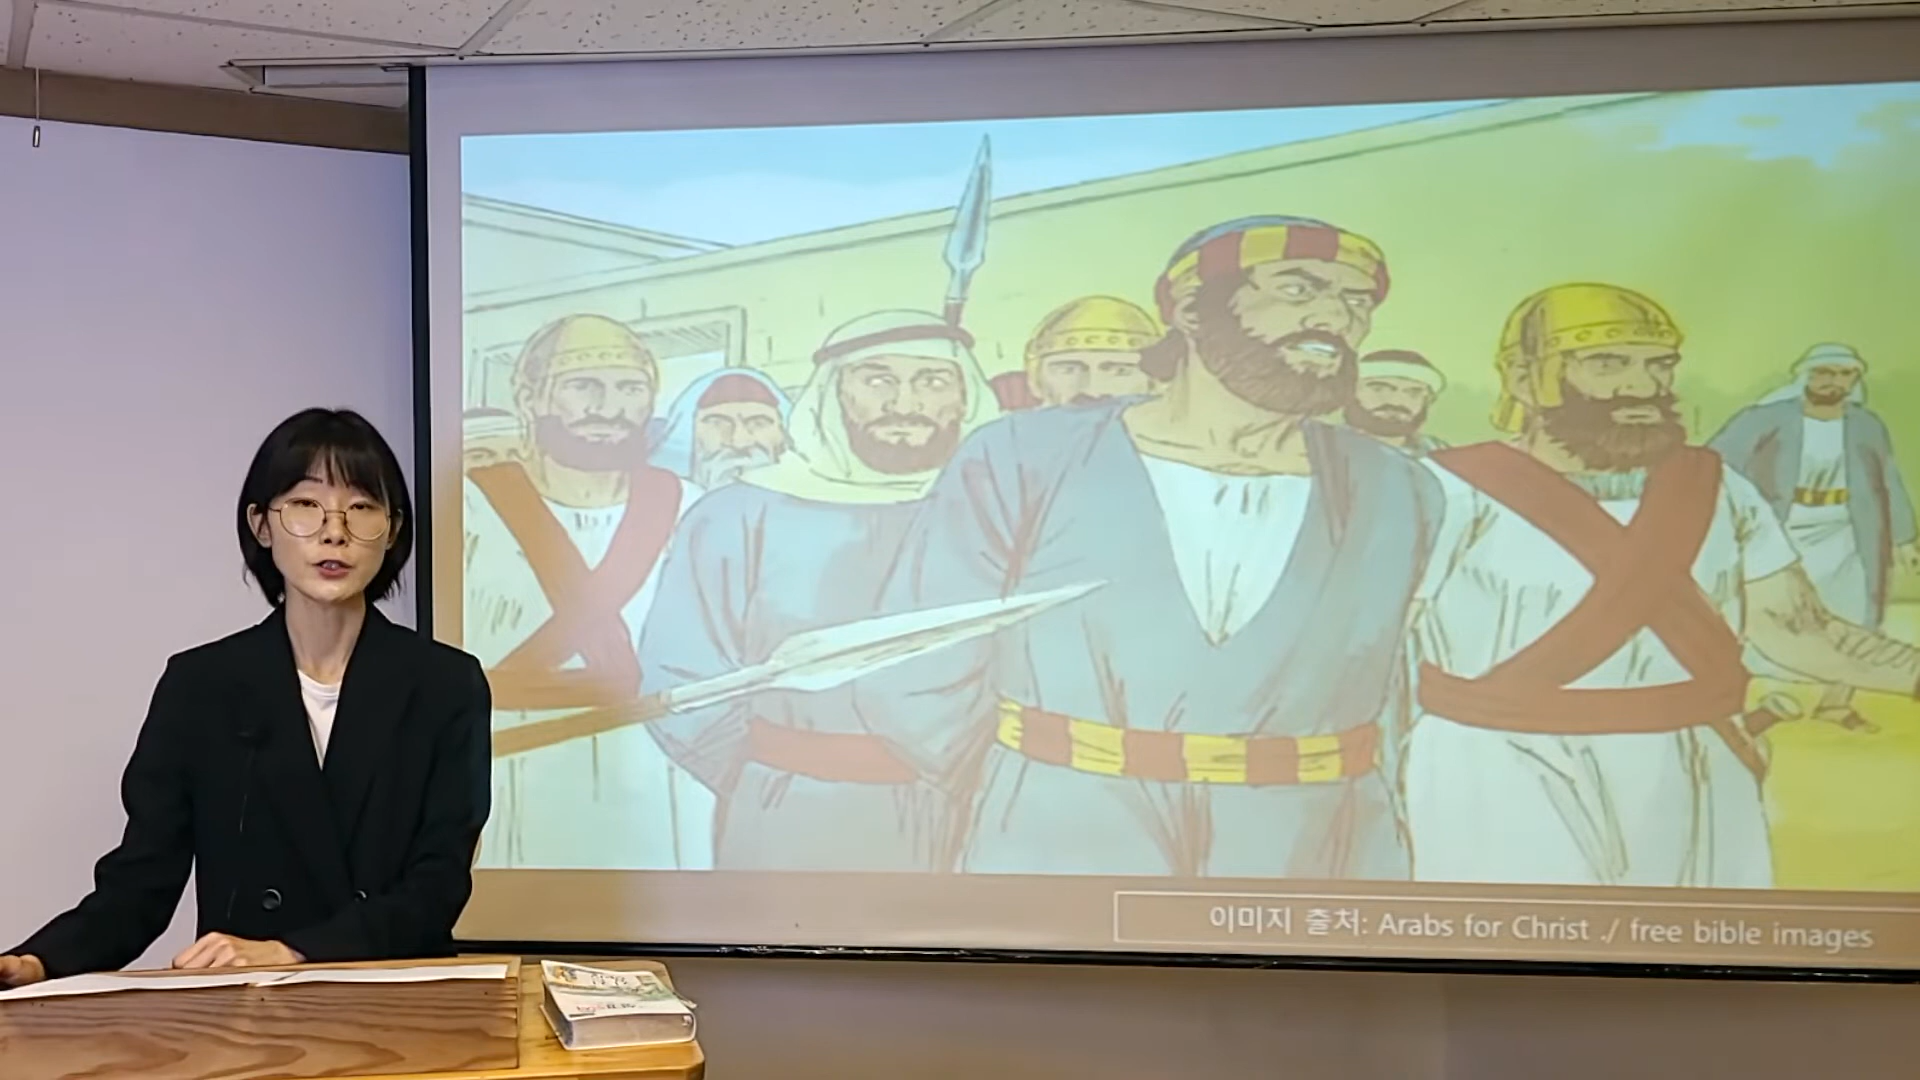 이미지 출처: Arabs for Christ ./ free bible images